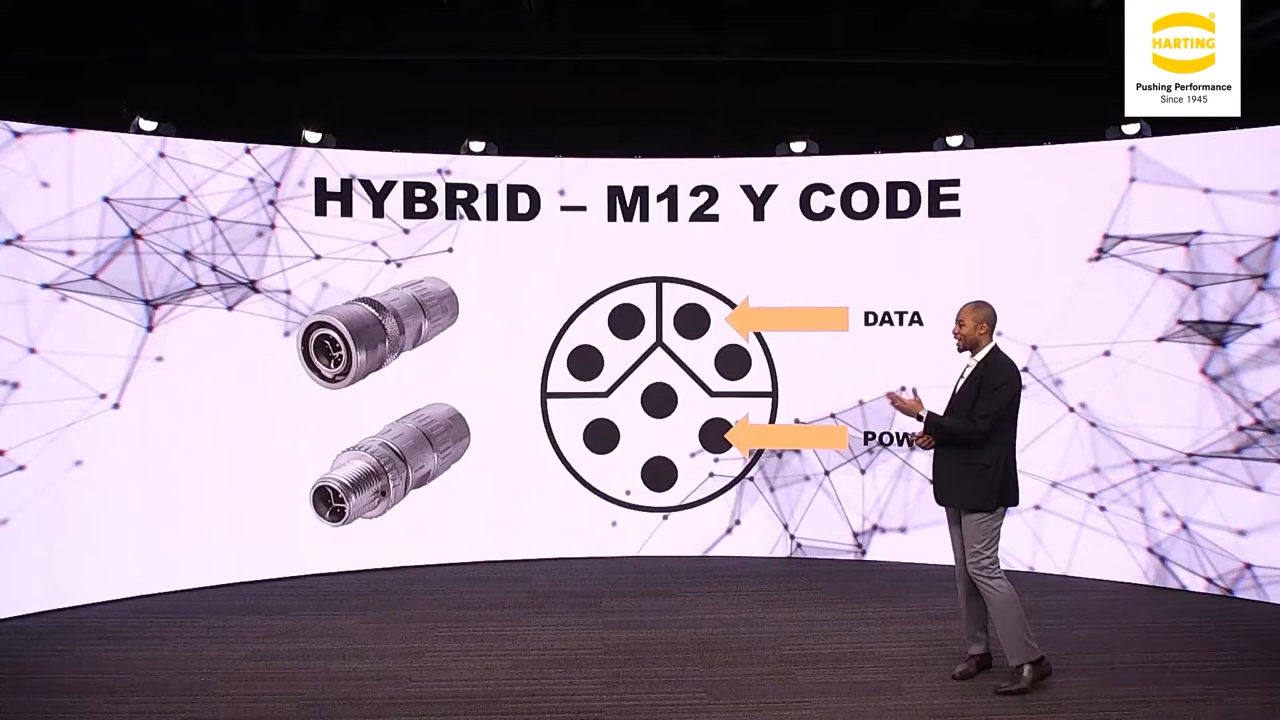 HARTING
Pushing Performance
Since 1945
HYBRID – M12 Y CODE
DATA